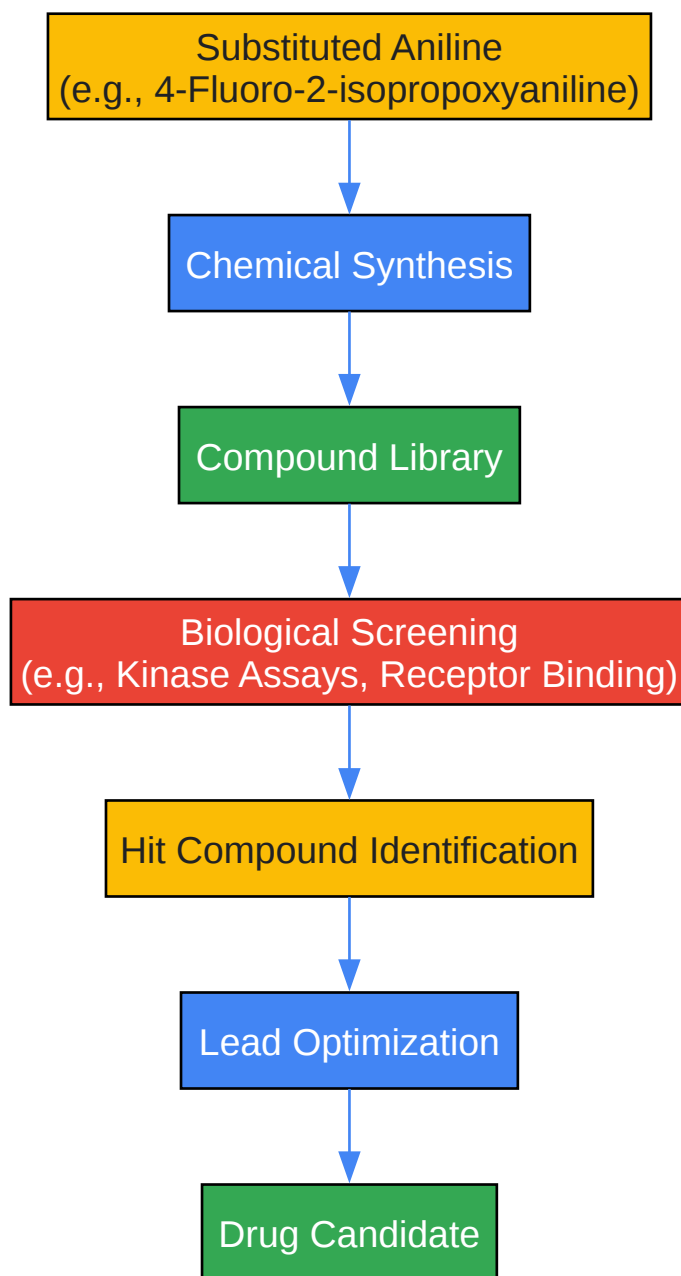 Substituted Aniline
(e.g., 4-Fluoro-2-isopropoxyaniline)
Chemical Synthesis
Compound Library
Biological Screening
(e.g., Kinase Assays, Receptor Binding)
Hit Compound Identification
Lead Optimization
Drug Candidate